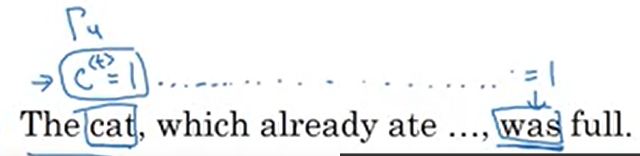 Γu
→ c^{<t>}=1 ............... =1
The cat, which already ate ..., was full.